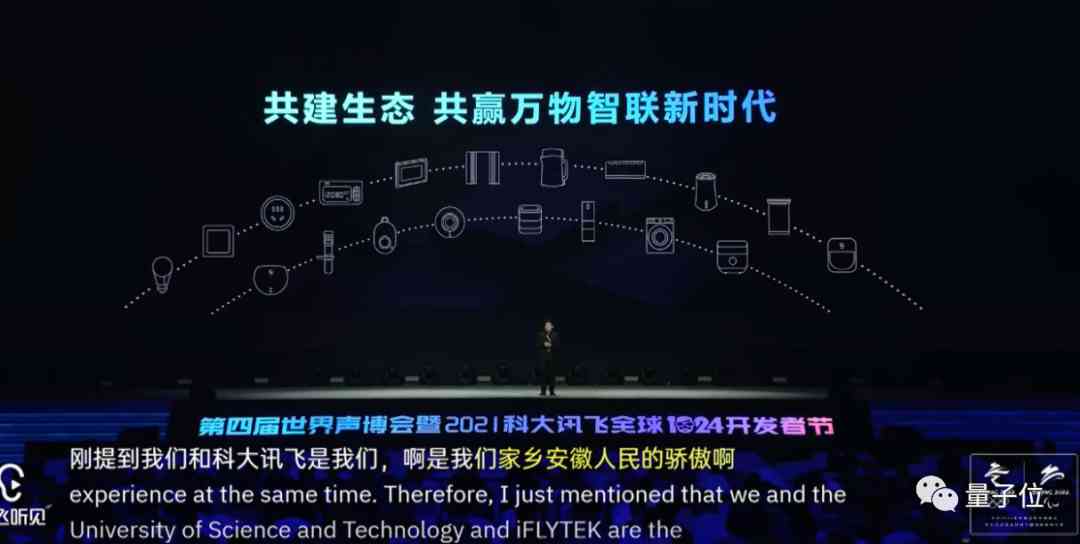 共建生态 共赢万物智联新时代
第四届世界声博会暨2021科大讯飞全球1024开发者节
刚提到我们和科大讯飞是我们，啊是我们家乡安徽人民的骄傲啊
experience at the same time. Therefore, I just mentioned that we and the
University of Science and Technology and iFLYTEK are the
飞听见
量子位